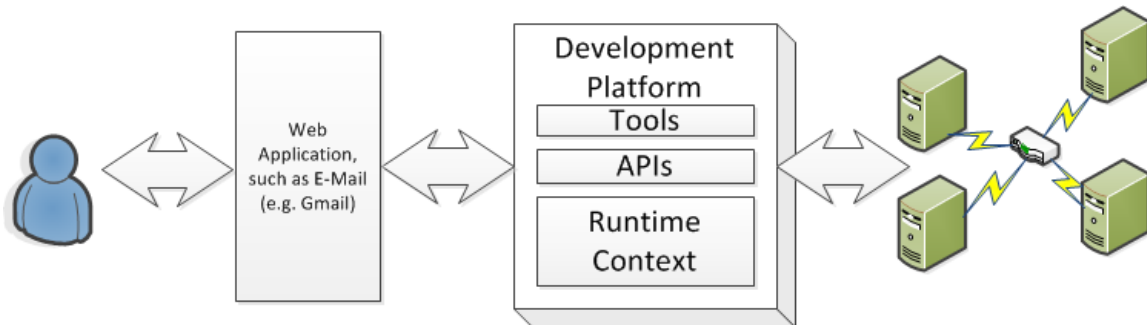 Web
Application,
such as E-Mail
(e.g. Gmail)
Development
Platform
Tools
APIs
Runtime
Context